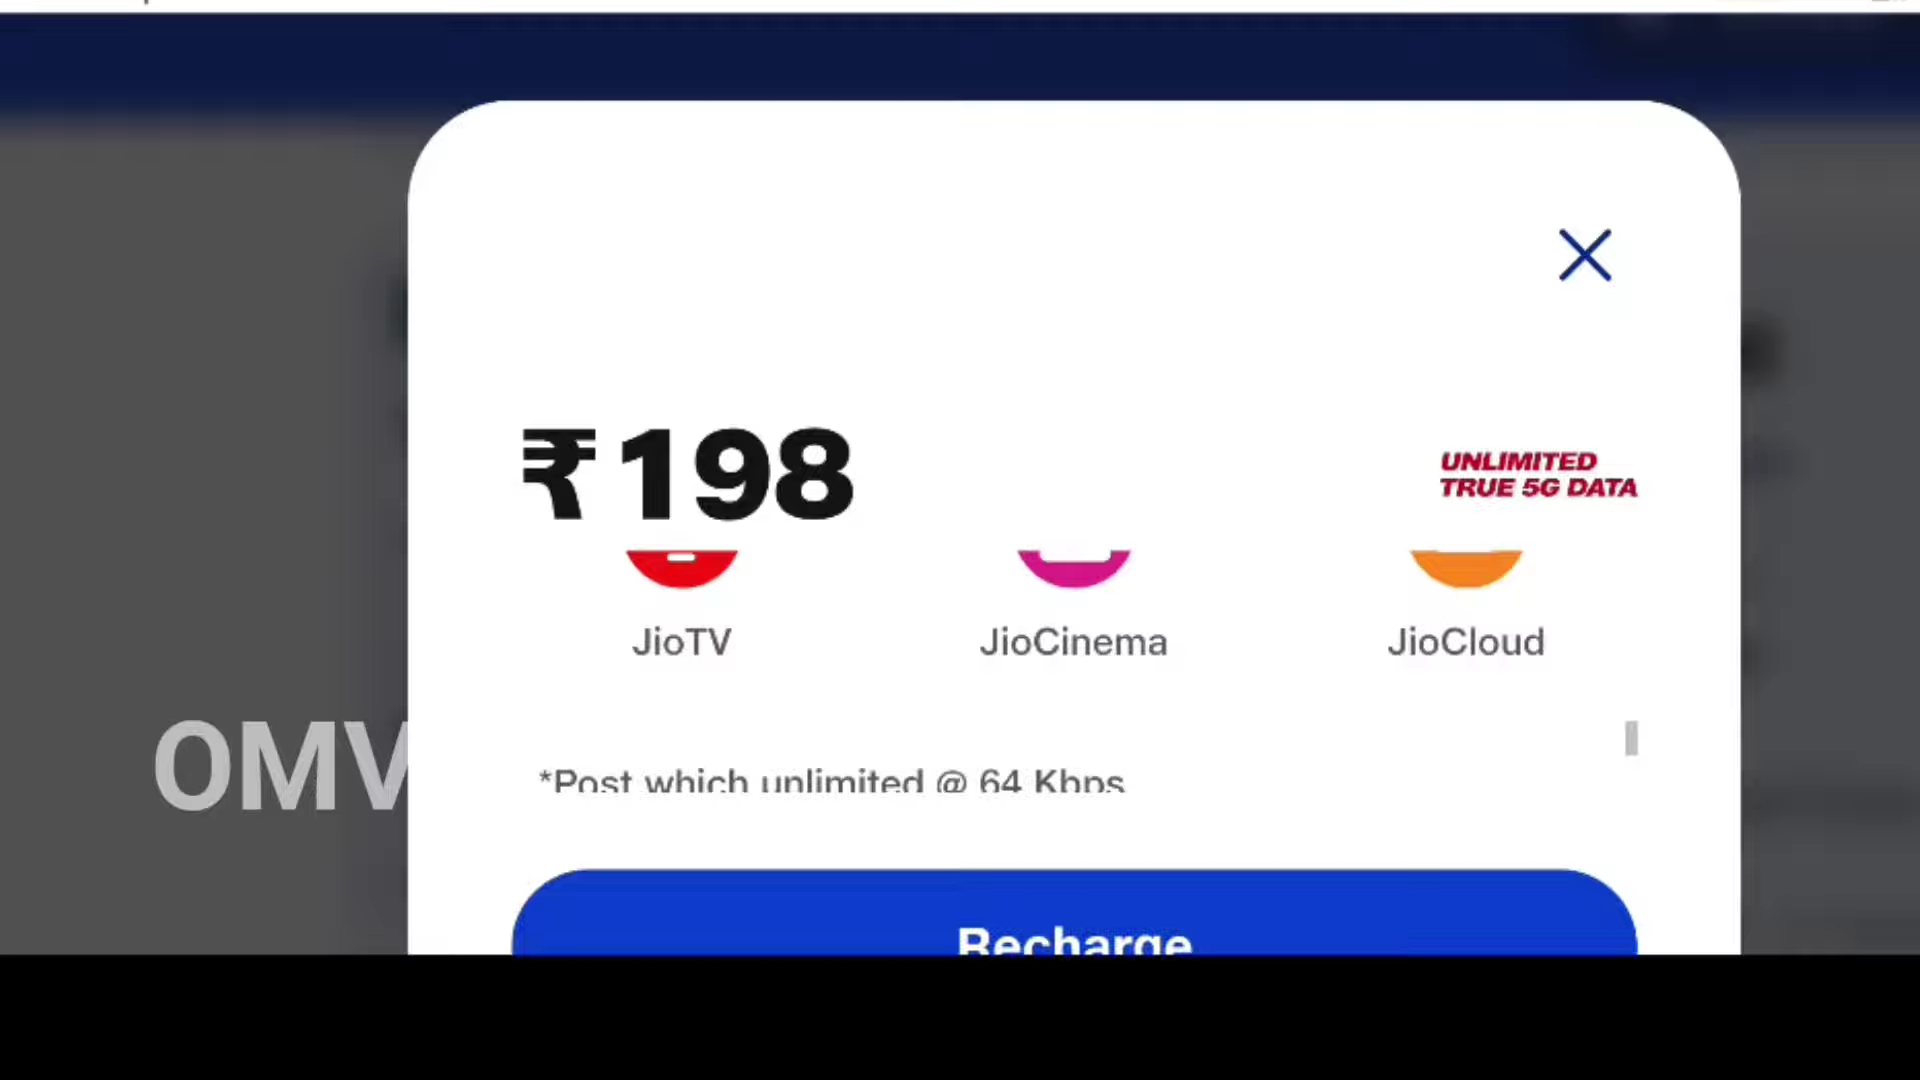 ₹198
UNLIMITED
TRUE 5G DATA
JioTV
JioCinema
JioCloud
OMV
*Post which unlimited @ 64 Kbps
Recharge